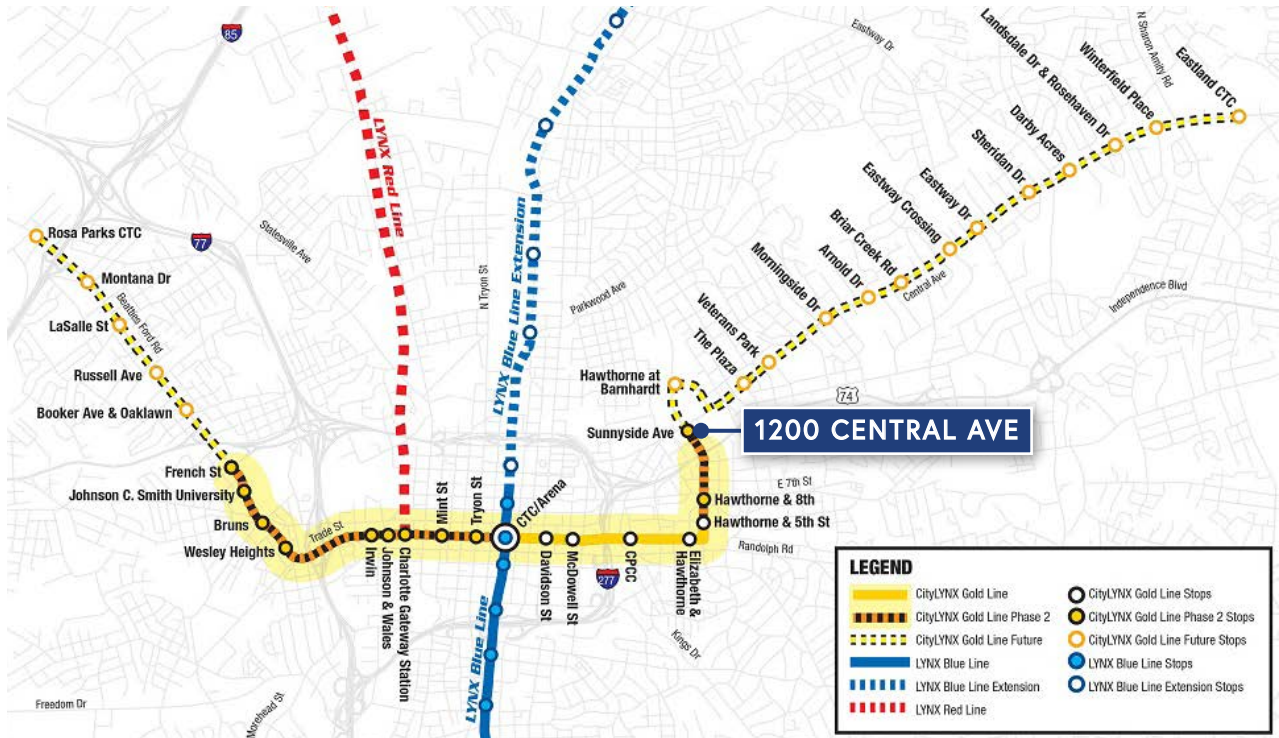 85
Eastway Dr
N Sharon Amity Rd
Landsdale Dr & Rosehaven Dr
Winterfield Place
Eastland CTC
Darby Acres
Sheridan Dr
Eastway Dr
Eastway Crossing
Briar Creek Rd
Arnold Dr
Morningside Dr
Central Ave
Veterans Park
The Plaza
Independence Blvd
LYNX Red Line
LYNX Blue Line Extension
77
Statesville Ave
N Tryon St
Parkwood Ave
Rosa Parks CTC
Montana Dr
Beatties Ford Rd
LaSalle St
Russell Ave
Booker Ave & Oaklawn
Hawthorne at
Barnhardt
74
Sunnyside Ave
1200 CENTRAL AVE
French St
Johnson C. Smith University
Bruns
Wesley Heights
Trade St
Irwin
Johnson & Wales
Charlotte Gateway Station
Mint St
Tryon St
CTC/Arena
Davidson St
McDowell St
CPCC
277
Elizabeth &
Hawthorne
E 7th St
Hawthorne & 8th
Hawthorne & 5th St
Randolph Rd
Kings Dr
LYNX Blue Line
Freedom Dr
Morehead St
LEGEND
CityLYNX Gold Line
CityLYNX Gold Line Phase 2
CityLYNX Gold Line Future
LYNX Blue Line
LYNX Blue Line Extension
LYNX Red Line
CityLYNX Gold Line Stops
CityLYNX Gold Line Phase 2 Stops
CityLYNX Gold Line Future Stops
LYNX Blue Line Stops
LYNX Blue Line Extension Stops